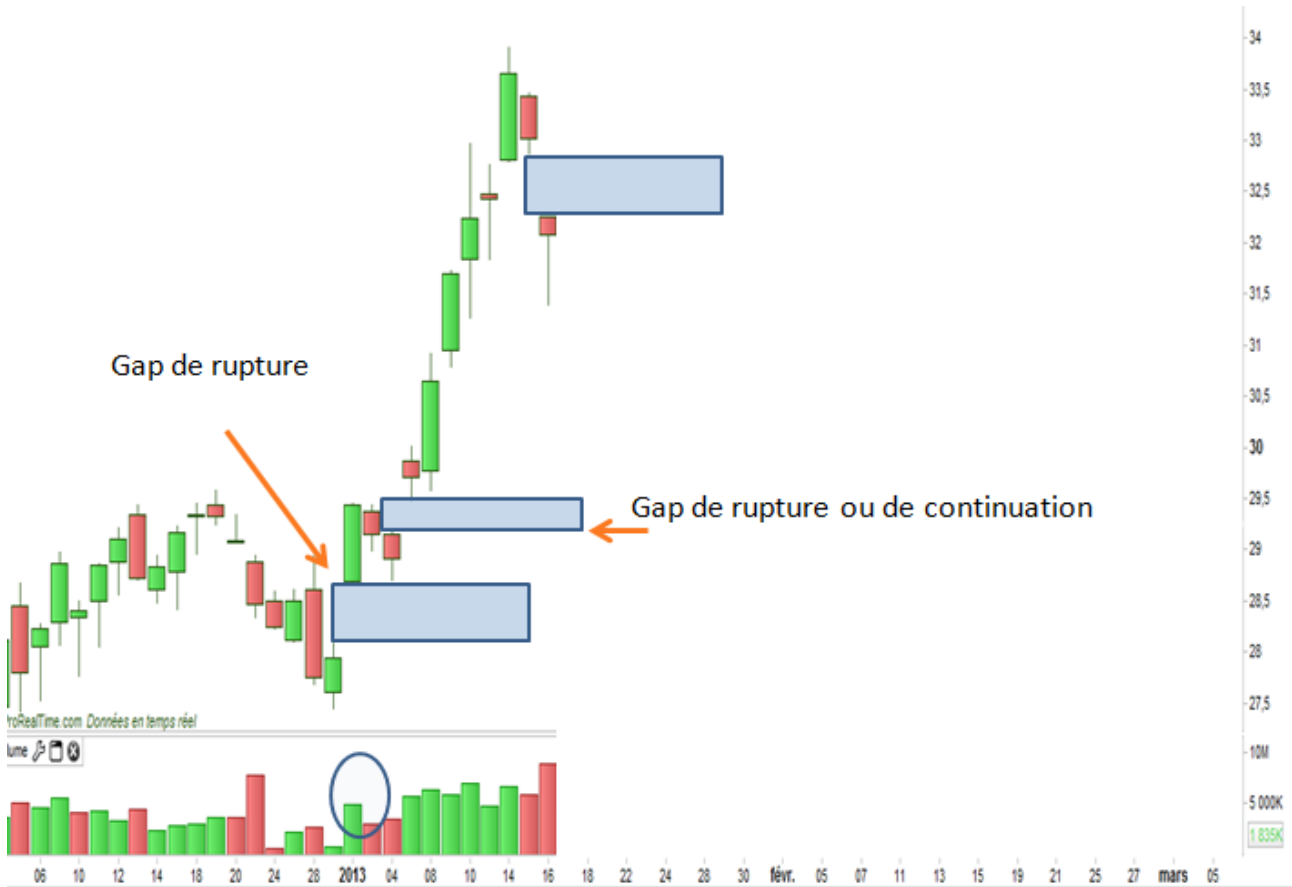 34
33,5
33
32,5
32
31,5
31
Gap de rupture
30,5
30
29,5
Gap de rupture ou de continuation
29
28,5
28
27,5
ProRealTime.com Données en temps réel
lume
10M
5 000K
1 835K
06 10 12 14 18 20 24 28 2013 04 08 10 14 16 18 22 24 28 30 févr. 05 07 11 13 15 19 21 25 27 mars 05